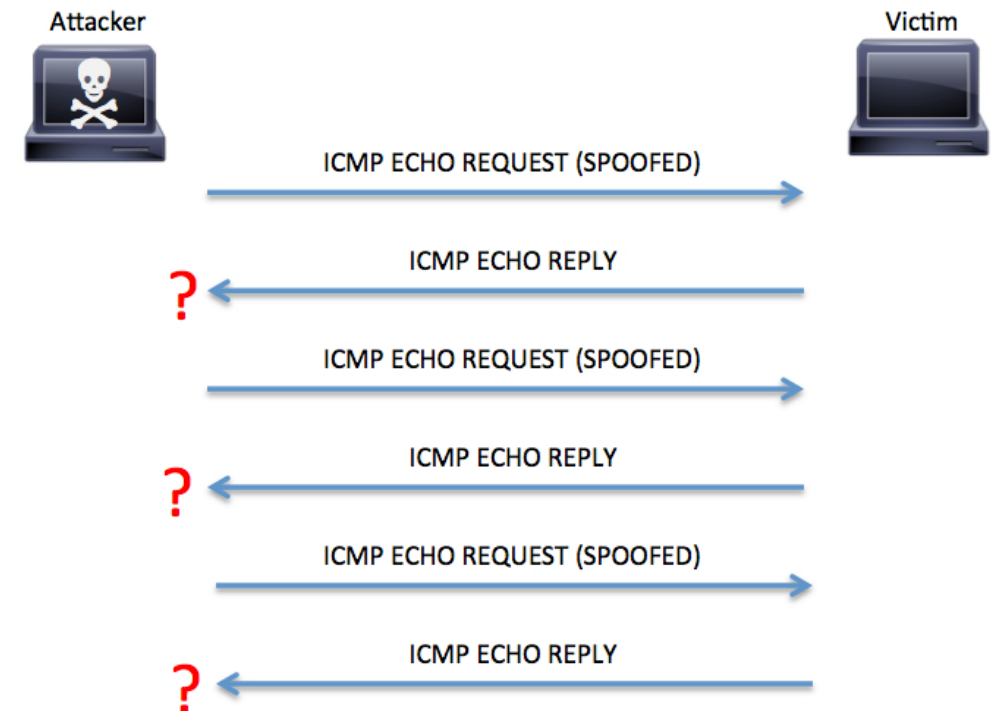 Attacker
Victim
ICMP ECHO REQUEST (SPOOFED)
ICMP ECHO REPLY
?
ICMP ECHO REQUEST (SPOOFED)
ICMP ECHO REPLY
?
ICMP ECHO REQUEST (SPOOFED)
ICMP ECHO REPLY
?